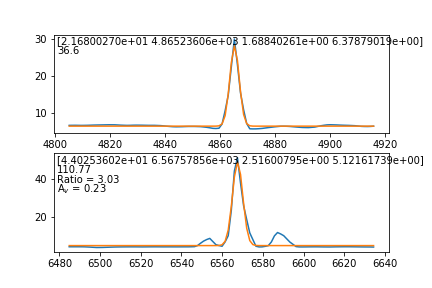 [2.16800270e+01 4.86523606e+03 1.68840261e+00 6.37879019e+00]
36.6
30
20
10
4800 4820 4840 4860 4880 4900 4920
[4.40253602e+01 6.56757856e+03 2.51600795e+00 5.12161739e+00]
110.77
Ratio = 3.03
Aν = 0.23
40
20
6480 6500 6520 6540 6560 6580 6600 6620 6640